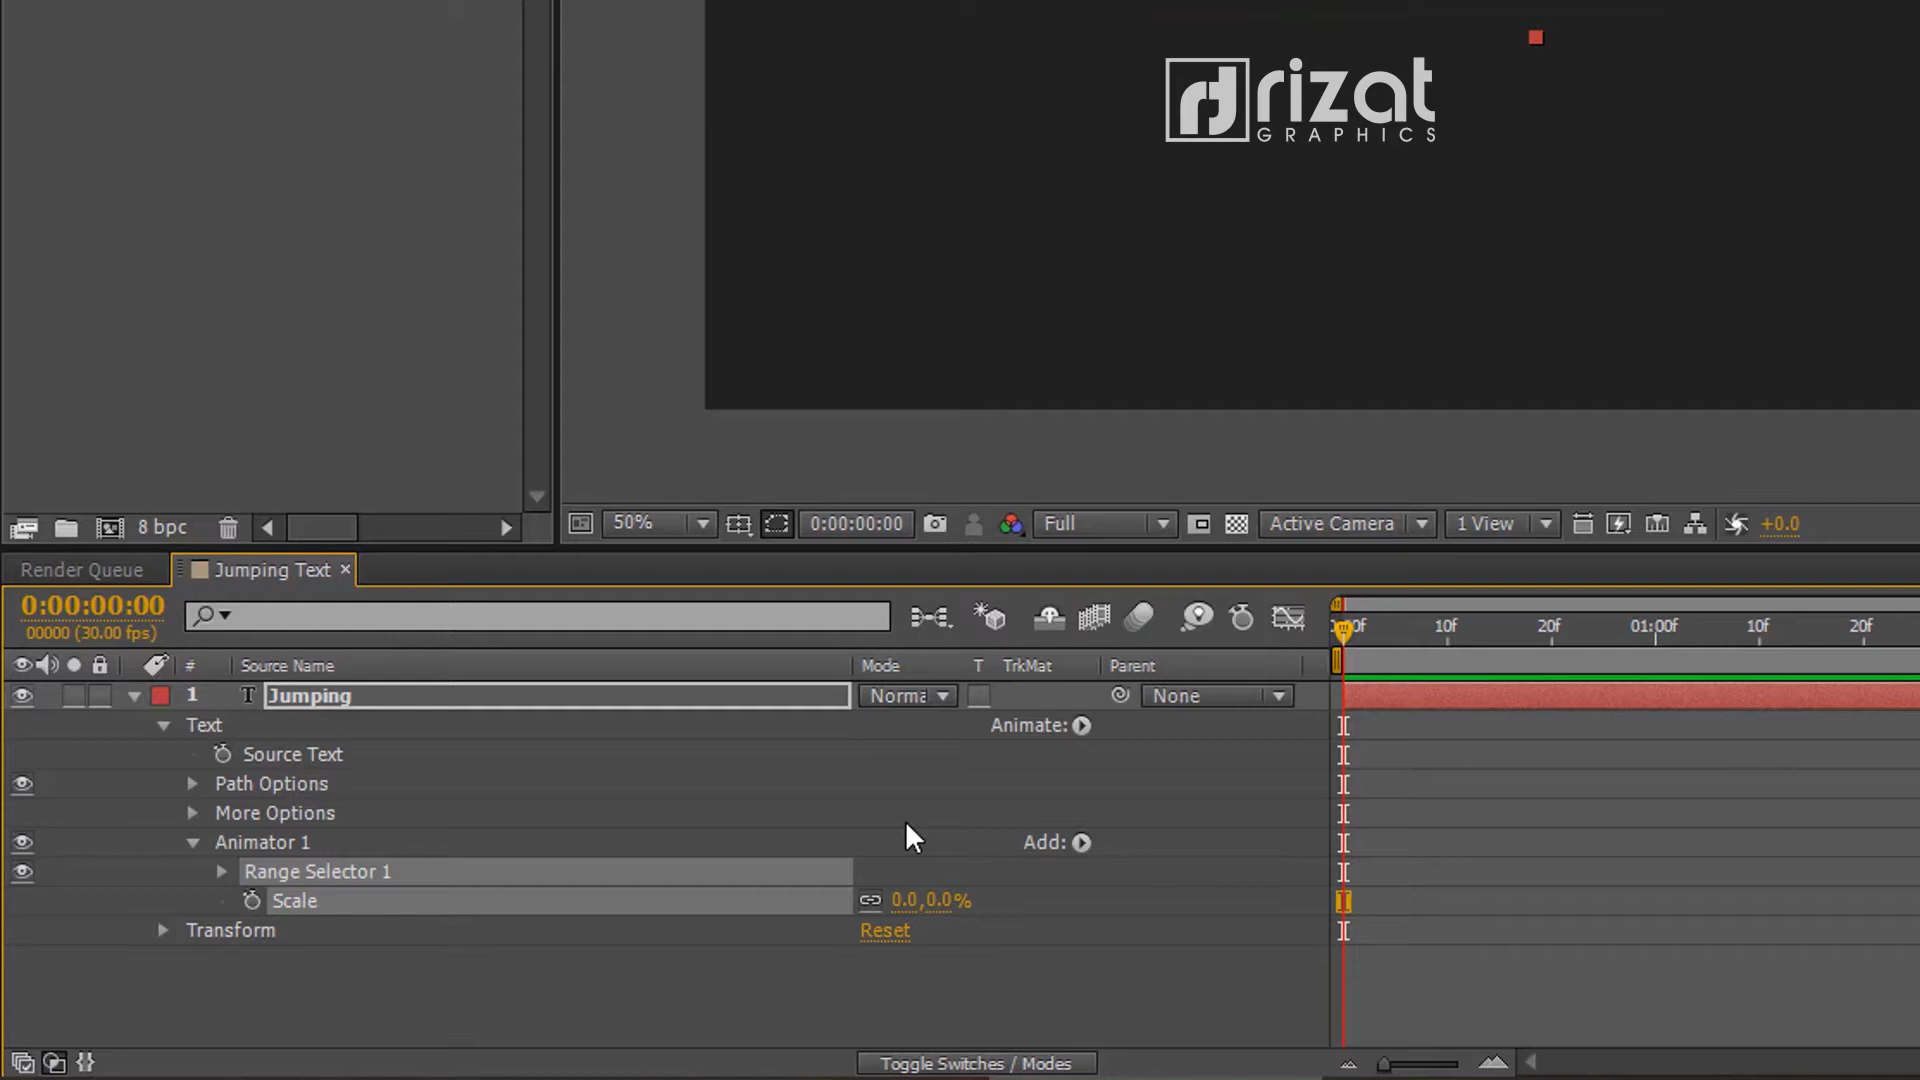 rizat
GRAPHICS
8 bpc
50%
0:00:00:00
Full
Active Camera
1 View
+0.0
Render Queue
Jumping Text ×
0:00:00:00
00000 (30.00 fps)
10f 20f 01:00f 10f 20f
# Source Name Mode T TrkMat Parent
1 T Jumping Norma None
Text Animate:
Source Text
Path Options
More Options
Animator 1 Add:
Range Selector 1
Scale 0.0,0.0%
Transform Reset
Toggle Switches / Modes